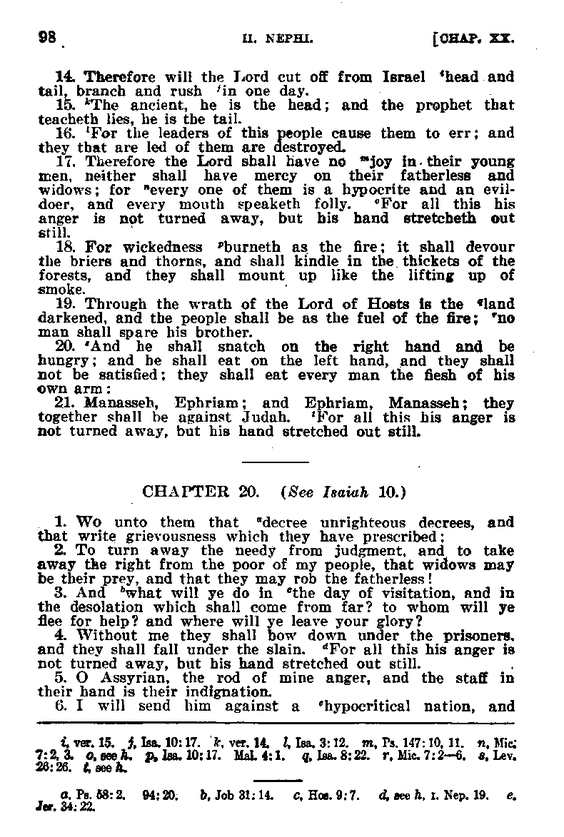 98 II. NEPHI. [CHAP. XX.
14. Therefore will the Lord cut off from Israel ihead and
tail, branch and rush jin one day.
15. kThe ancient, he is the head; and the prophet that
teacheth lies, he is the tail.
16. lFor the leaders of this people cause them to err; and
they that are led of them are destroyed.
17. Therefore the Lord shall have no mjoy in their young
men, neither shall have mercy on their fatherless and
widows; for nevery one of them is a hypocrite and an evil-
doer, and every mouth speaketh folly. oFor all this his
anger is not turned away, but his hand stretcheth out
still.
18. For wickedness pburneth as the fire; it shall devour
the briers and thorns, and shall kindle in the thickets of the
forests, and they shall mount up like the lifting up of
smoke.
19. Through the wrath of the Lord of Hosts is the qland
darkened, and the people shall be as the fuel of the fire; rno
man shall spare his brother.
20. sAnd he shall snatch on the right hand and be
hungry; and he shall eat on the left hand, and they shall
not be satisfied; they shall eat every man the flesh of his
own arm:
21. Manasseh, Ephriam; and Ephriam, Manasseh; they
together shall be against Judah. tFor all this his anger is
not turned away, but his hand stretched out still.
CHAPTER 20. (See Isaiah 10.)
1. Wo unto them that adecree unrighteous decrees, and
that write grievousness which they have prescribed;
2. To turn away the needy from judgment, and to take
away the right from the poor of my people, that widows may
be their prey, and that they may rob the fatherless!
3. And bwhat will ye do in cthe day of visitation, and in
the desolation which shall come from far? to whom will ye
flee for help? and where will ye leave your glory?
4. Without me they shall bow down under the prisoners,
and they shall fall under the slain. dFor all this his anger is
not turned away, but his hand stretched out still.
5. O Assyrian, the rod of mine anger, and the staff in
their hand is their indignation.
6. I will send him against a ehypocritical nation, and
i, ver. 15. j, Isa. 10:17. k, ver. 14. l, Isa. 3:12. m, Ps. 147:10, 11. n, Mic.
7:2, 3. o, see h. p, Isa. 10:17. Mal. 4:1. q, Isa. 8:22. r, Mic. 7:2—6. s, Lev.
26:26. t, see h.
a, Ps. 58:2. 94:20. b, Job 31:14. c, Hos. 9:7. d, see h, I. Nep. 19. e,
Jer. 34:22.